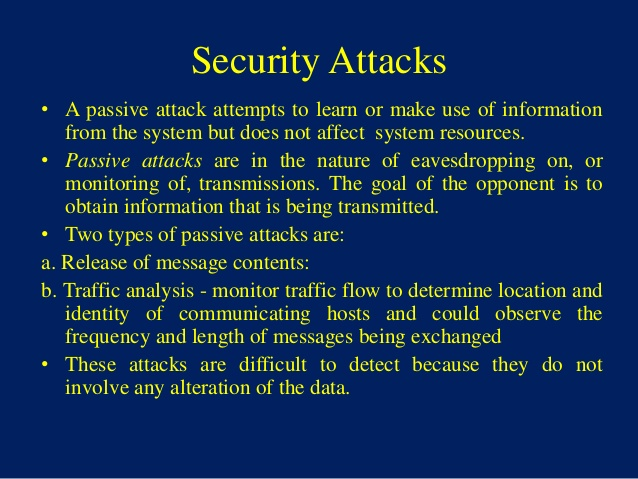 Security Attacks
• A passive attack attempts to learn or make use of information
from the system but does not affect system resources.
• Passive attacks are in the nature of eavesdropping on, or
monitoring of, transmissions. The goal of the opponent is to
obtain information that is being transmitted.
• Two types of passive attacks are:
a. Release of message contents:
b. Traffic analysis - monitor traffic flow to determine location and
identity of communicating hosts and could observe the
frequency and length of messages being exchanged
• These attacks are difficult to detect because they do not
involve any alteration of the data.